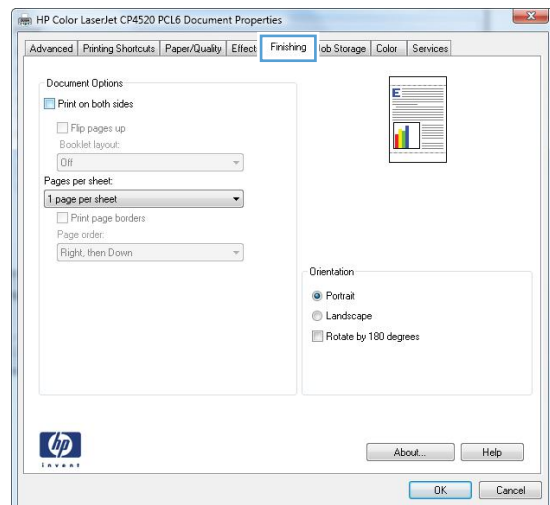 HP Color LaserJet CP4520 PCL6 Document Properties
Advanced Printing Shortcuts Paper/Quality Effect Finishing ob Storage Color Services
Document Options
Print on both sides
Flip pages up
Booklet layout:
Off
Pages per sheet:
1 page per sheet
Print page borders
Page order:
Right, then Down
E
Orientation
Portrait
Landscape
Rotate by 180 degrees
hp
invent
About... Help
OK Cancel